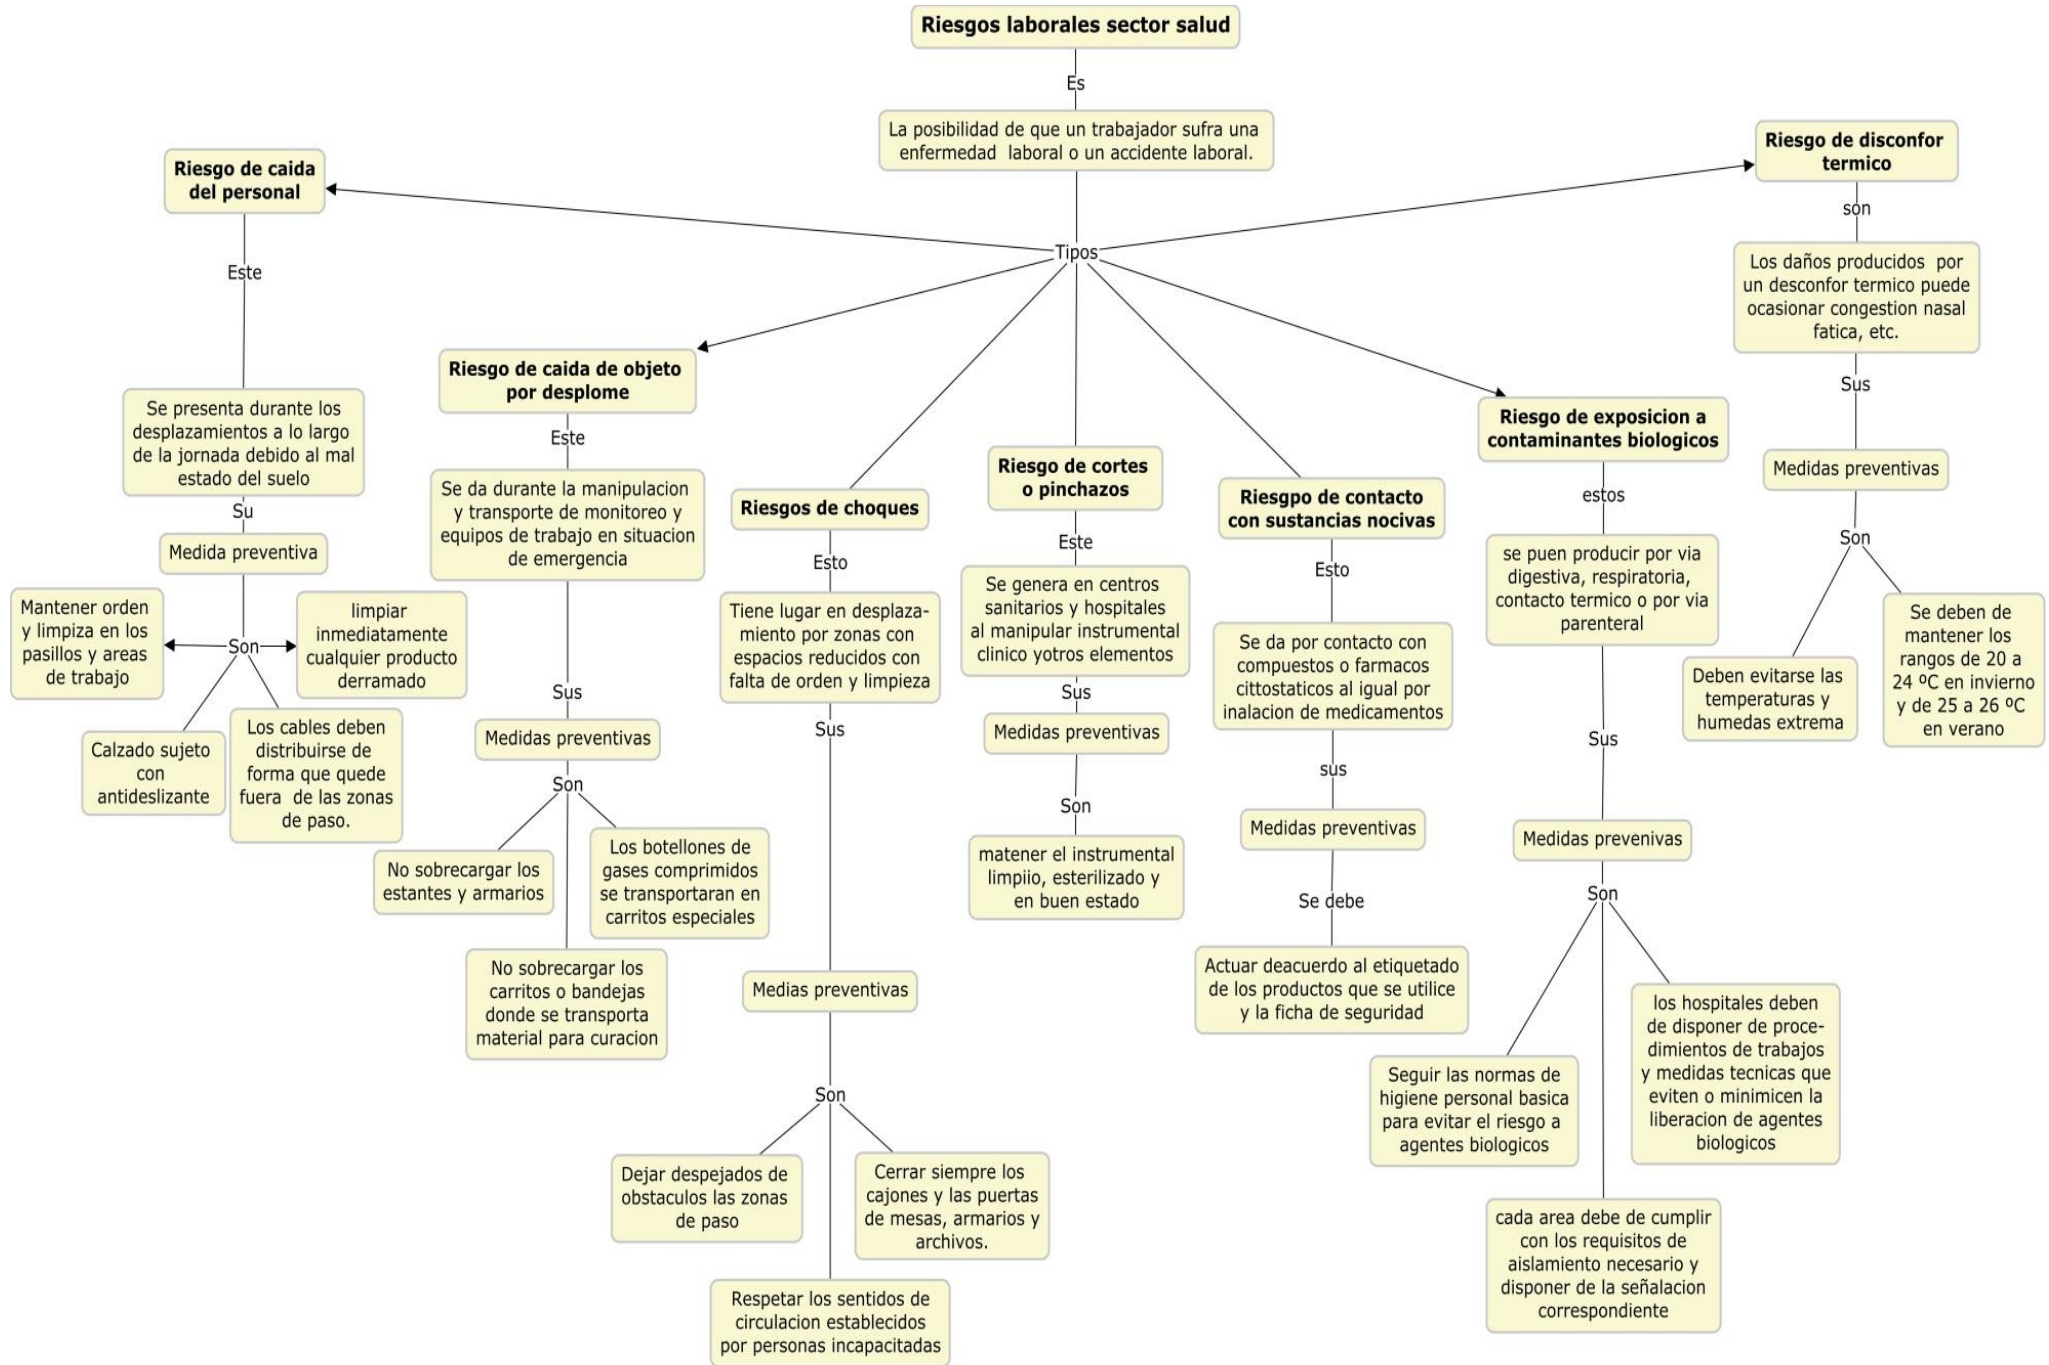 Riesgos laborales sector salud
Es
La posibilidad de que un trabajador sufra una
enfermedad laboral o un accidente laboral.
Tipos
Riesgo de caida
del personal
Este
Se presenta durante los
desplazamientos a lo largo
de la jornada debido al mal
estado del suelo
Su
Medida preventiva
Son
Mantener orden
y limpiza en los
pasillos y areas
de trabajo
limpiar
inmediatamente
cualquier producto
derramado
Calzado sujeto
con
antideslizante
Los cables deben
distribuirse de
forma que quede
fuera de las zonas
de paso.
Riesgo de caida de objeto
por desplome
Este
Se da durante la manipulacion
y transporte de monitoreo y
equipos de trabajo en situacion
de emergencia
Sus
Medidas preventivas
Son
No sobrecargar los
estantes y armarios
Los botellones de
gases comprimidos
se transportaran en
carritos especiales
No sobrecargar los
carritos o bandejas
donde se transporta
material para curacion
Riesgos de choques
Esto
Tiene lugar en desplaza-
miento por zonas con
espacios reducidos con
falta de orden y limpieza
Sus
Medias preventivas
Son
Dejar despejados de
obstaculos las zonas
de paso
Cerrar siempre los
cajones y las puertas
de mesas, armarios y
archivos.
Respetar los sentidos de
circulacion establecidos
por personas incapacitadas
Riesgo de cortes
o pinchazos
Este
Se genera en centros
sanitarios y hospitales
al manipular instrumental
clinico yotros elementos
Sus
Medidas preventivas
Son
matener el instrumental
limpiio, esterilizado y
en buen estado
Riesgpo de contacto
con sustancias nocivas
Esto
Se da por contacto con
compuestos o farmacos
cittostaticos al igual por
inalacion de medicamentos
sus
Medidas preventivas
Se debe
Actuar deacuerdo al etiquetado
de los productos que se utilice
y la ficha de seguridad
Riesgo de exposicion a
contaminantes biologicos
estos
se puen producir por via
digestiva, respiratoria,
contacto termico o por via
parenteral
Sus
Medidas prevenivas
Son
Seguir las normas de
higiene personal basica
para evitar el riesgo a
agentes biologicos
los hospitales deben
de disponer de proce-
dimientos de trabajos
y medidas tecnicas que
eviten o minimicen la
liberacion de agentes
biologicos
cada area debe de cumplir
con los requisitos de
aislamiento necesario y
disponer de la señalacion
correspondiente
Riesgo de disconfor
termico
son
Los daños producidos por
un desconfor termico puede
ocasionar congestion nasal
fatica, etc.
Sus
Medidas preventivas
Son
Deben evitarse las
temperaturas y
humedas extrema
Se deben de
mantener los
rangos de 20 a
24 ºC en invierno
y de 25 a 26 ºC
en verano